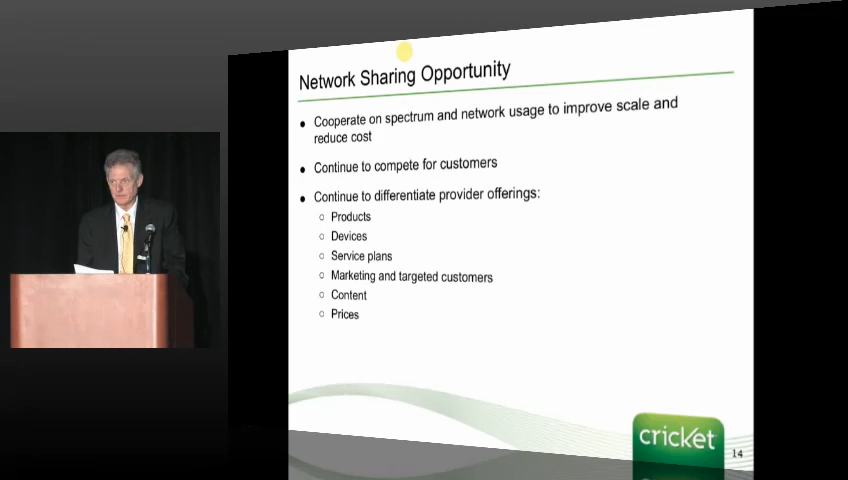 Network Sharing Opportunity
• Cooperate on spectrum and network usage to improve scale and
reduce cost
• Continue to compete for customers
• Continue to differentiate provider offerings:
○ Products
○ Devices
○ Service plans
○ Marketing and targeted customers
○ Content
○ Prices
cricket
14